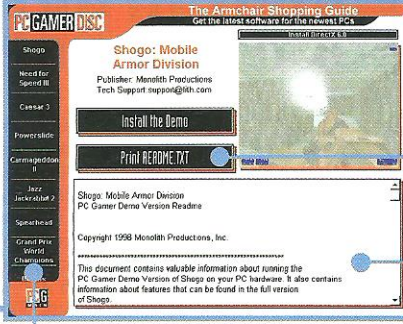 PC GAMER DISC
The Armchair Shopping Guide
Get the latest software for the newest PCs
Shogo
Need for
Speed III
Caesar 3
Powerslide
Carmageddon
II
Jazz
Jackrabbit 2
Spearhead
Grand Prix
World
Champions
Shogo: Mobile
Armor Division
Publisher: Monolith Productions
Tech Support:support@lith.com
Install the Demo
Print README.TXT
Install DirectX 6.0
Shogo: Mobile Armor Division
PC Gamer Demo Version Readme
Copyright 1998 Monolith Productions, Inc.
This document contains valuable information about running the
PC Gamer Demo Version of Shogo on your PC hardware. It also contains
information about features that can be found in the full version
of Shogo.